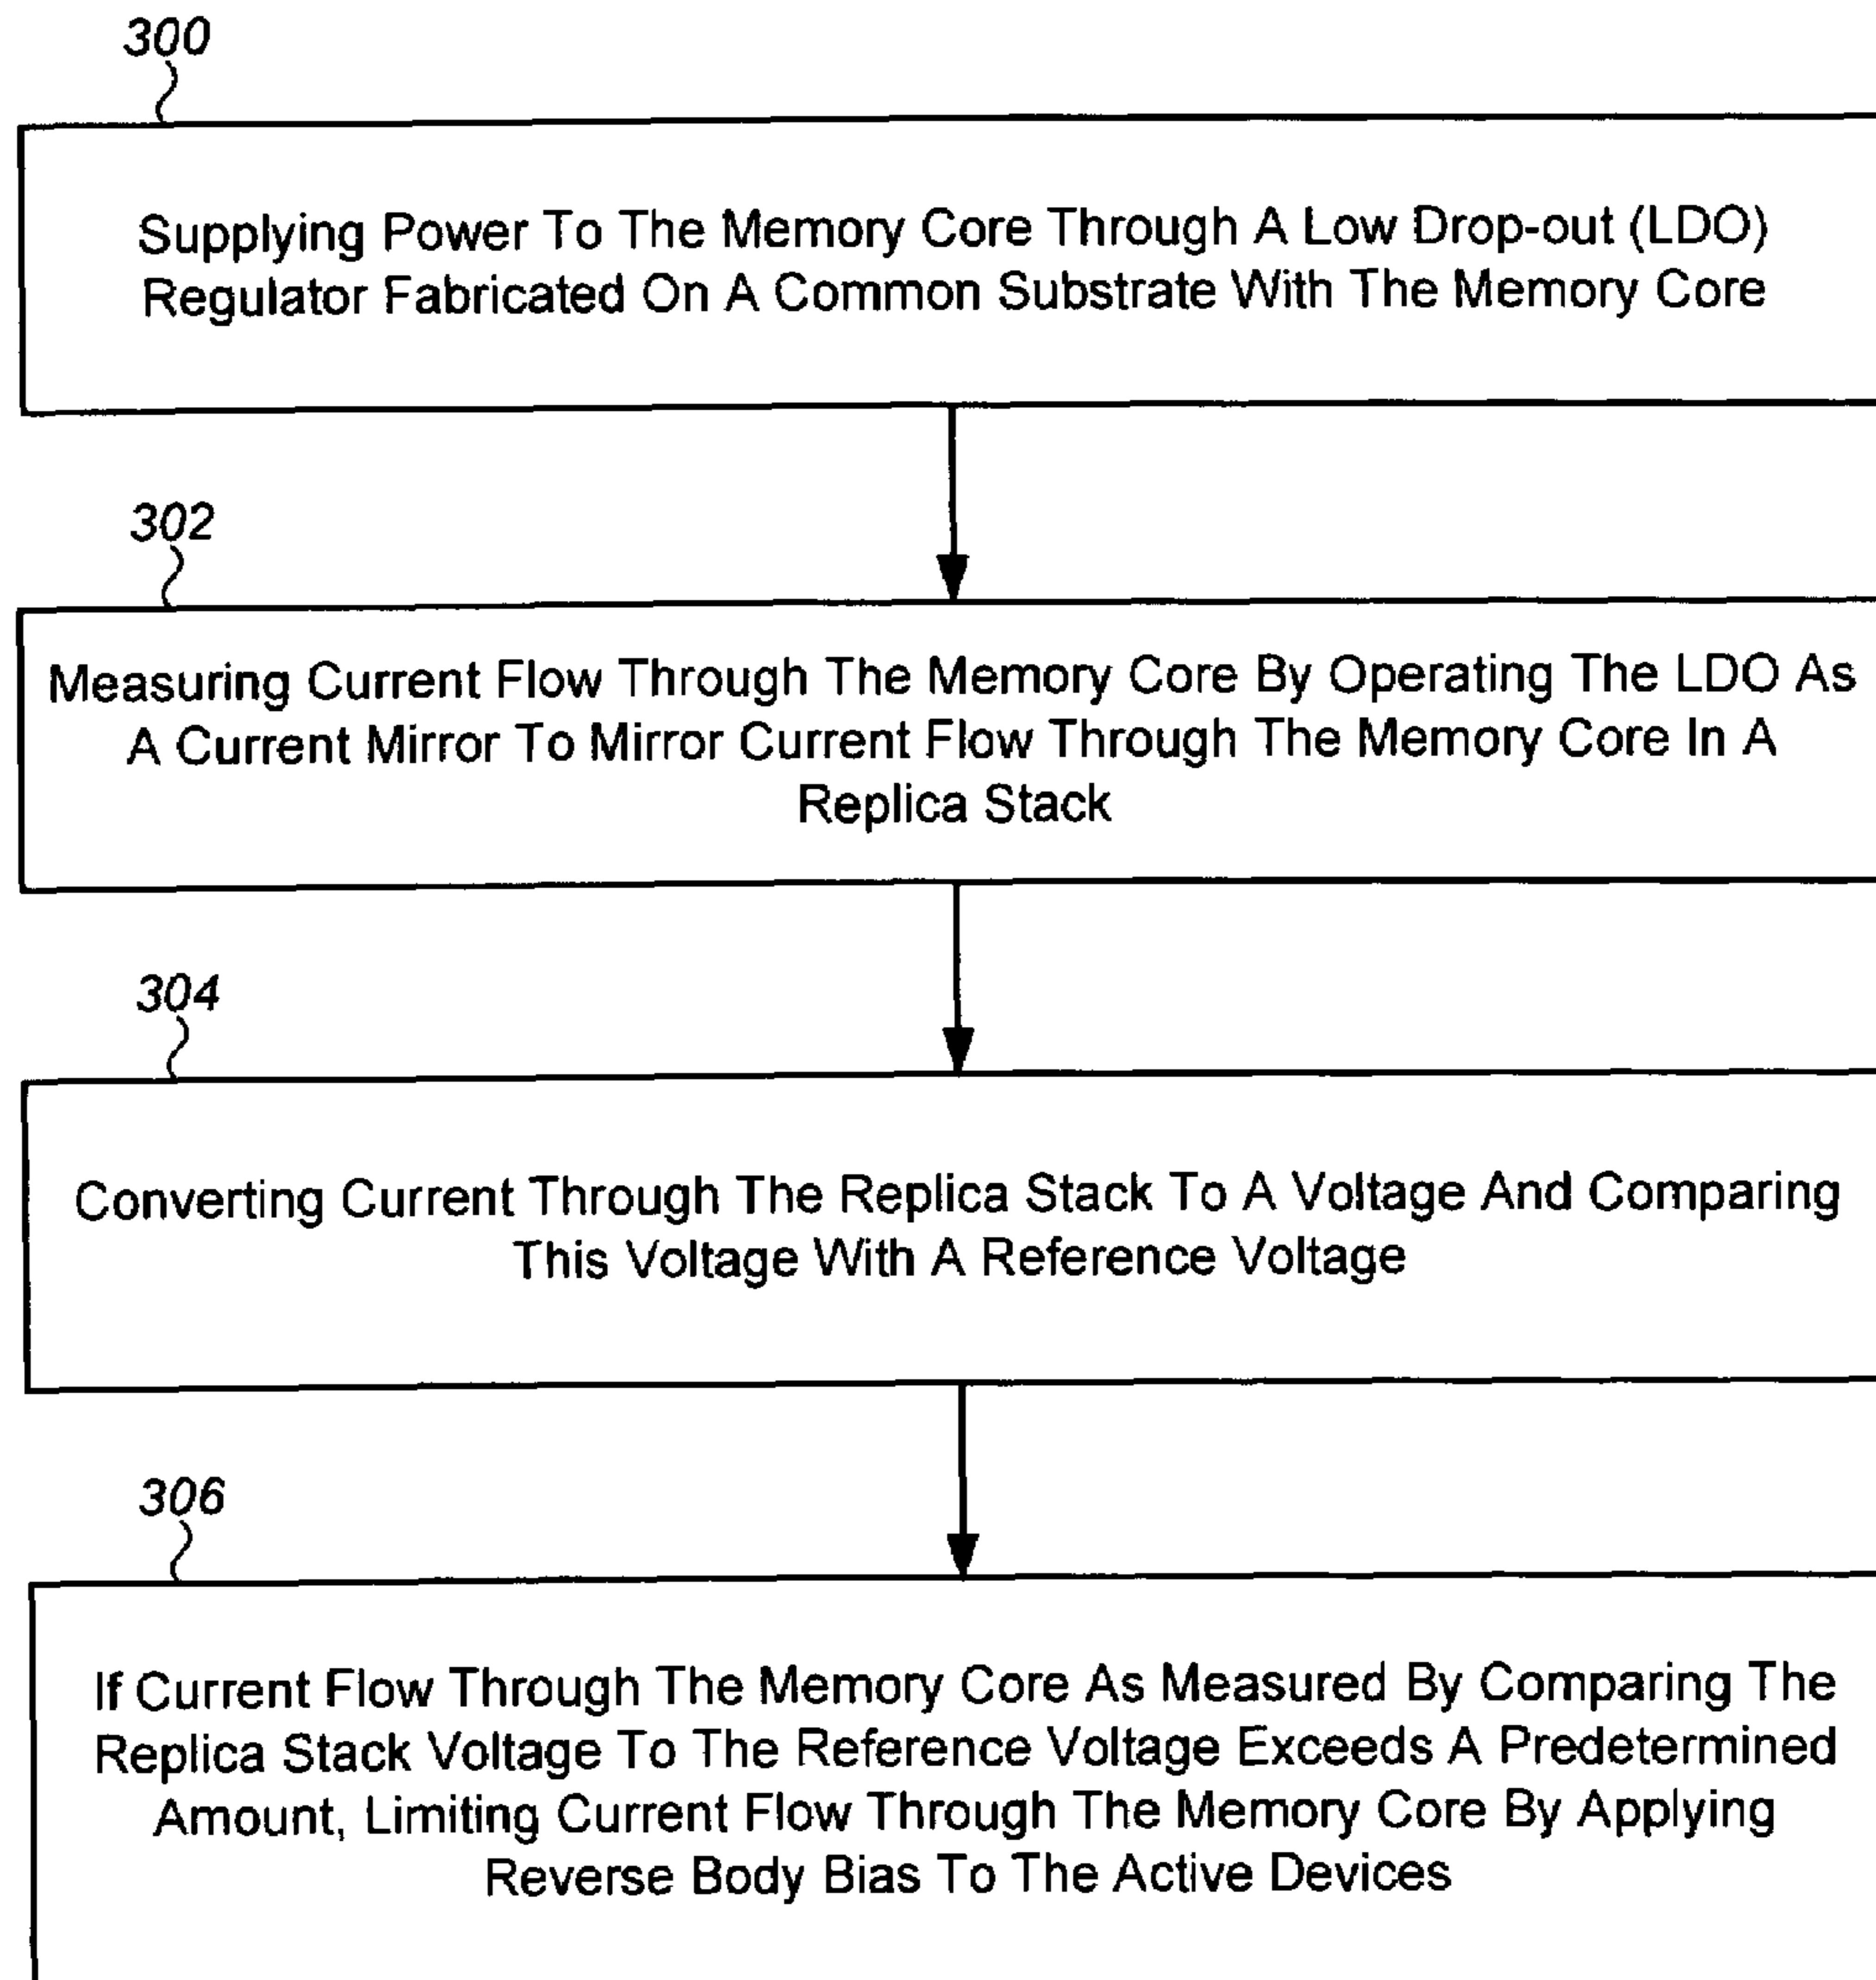 300
Supplying Power To The Memory Core Through A Low Drop-out (LDO)
Regulator Fabricated On A Common Substrate With The Memory Core
302
Measuring Current Flow Through The Memory Core By Operating The LDO As
A Current Mirror To Mirror Current Flow Through The Memory Core In A
Replica Stack
304
Converting Current Through The Replica Stack To A Voltage And Comparing
This Voltage With A Reference Voltage
306
If Current Flow Through The Memory Core As Measured By Comparing The
Replica Stack Voltage To The Reference Voltage Exceeds A Predetermined
Amount, Limiting Current Flow Through The Memory Core By Applying
Reverse Body Bias To The Active Devices